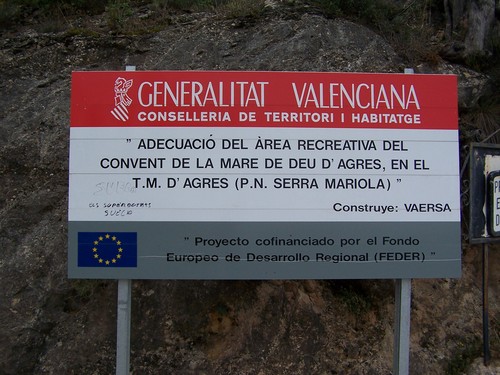 GENERALITAT VALENCIANA
CONSELLERIA DE TERRITORI I HABITATGE
" ADECUACIÓ DEL ÀREA RECREATIVA DEL
CONVENT DE LA MARE DE DEU D'AGRES, EN EL
T.M. D'AGRES (P.N. SERRA MARIOLA) "
Construye: VAERSA
" Proyecto cofinanciado por el Fondo
Europeo de Desarrollo Regional (FEDER) "